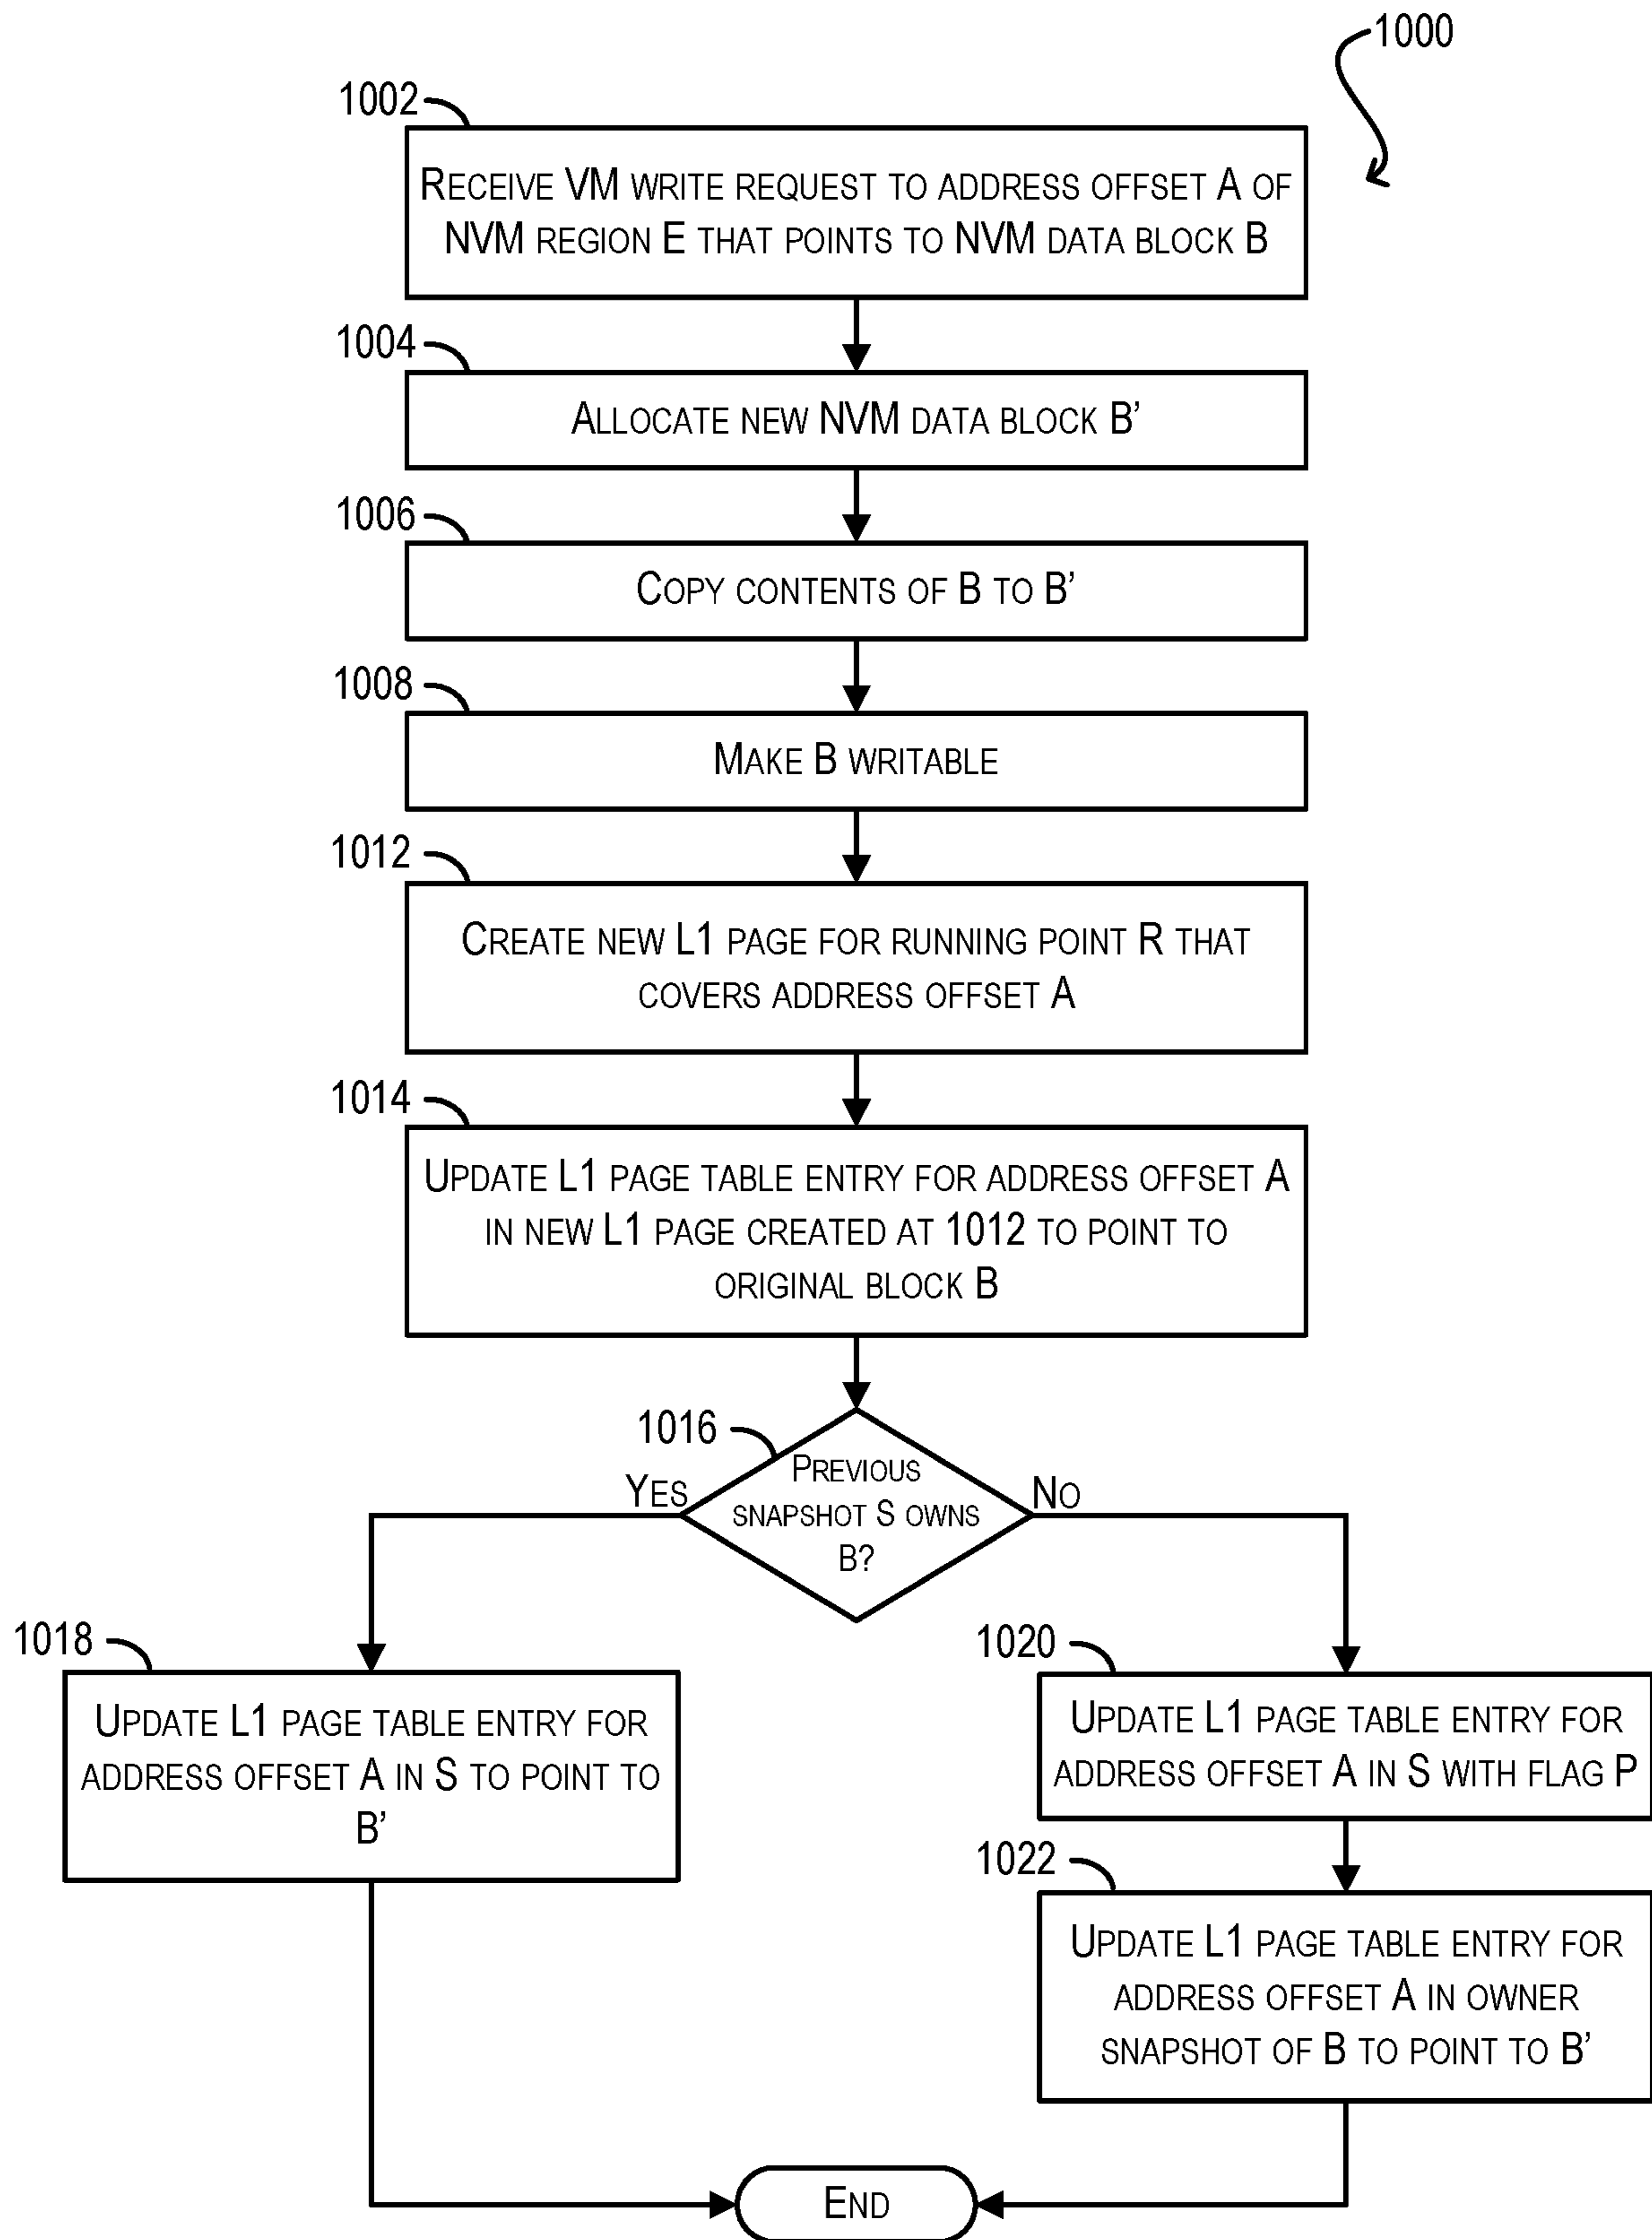 1000
1002
Receive VM write request to address offset A of
NVM region E that points to NVM data block B
1004
Allocate new NVM data block B’
1006
Copy contents of B to B’
1008
Make B writable
1012
Create new L1 page for running point R that
covers address offset A
1014
Update L1 page table entry for address offset A
in new L1 page created at 1012 to point to
original block B
1016
Previous
snapshot S owns
B?
Yes
No
1018
Update L1 page table entry for
address offset A in S to point to
B’
1020
Update L1 page table entry for
address offset A in S with flag P
1022
Update L1 page table entry for
address offset A in owner
snapshot of B to point to B’
End